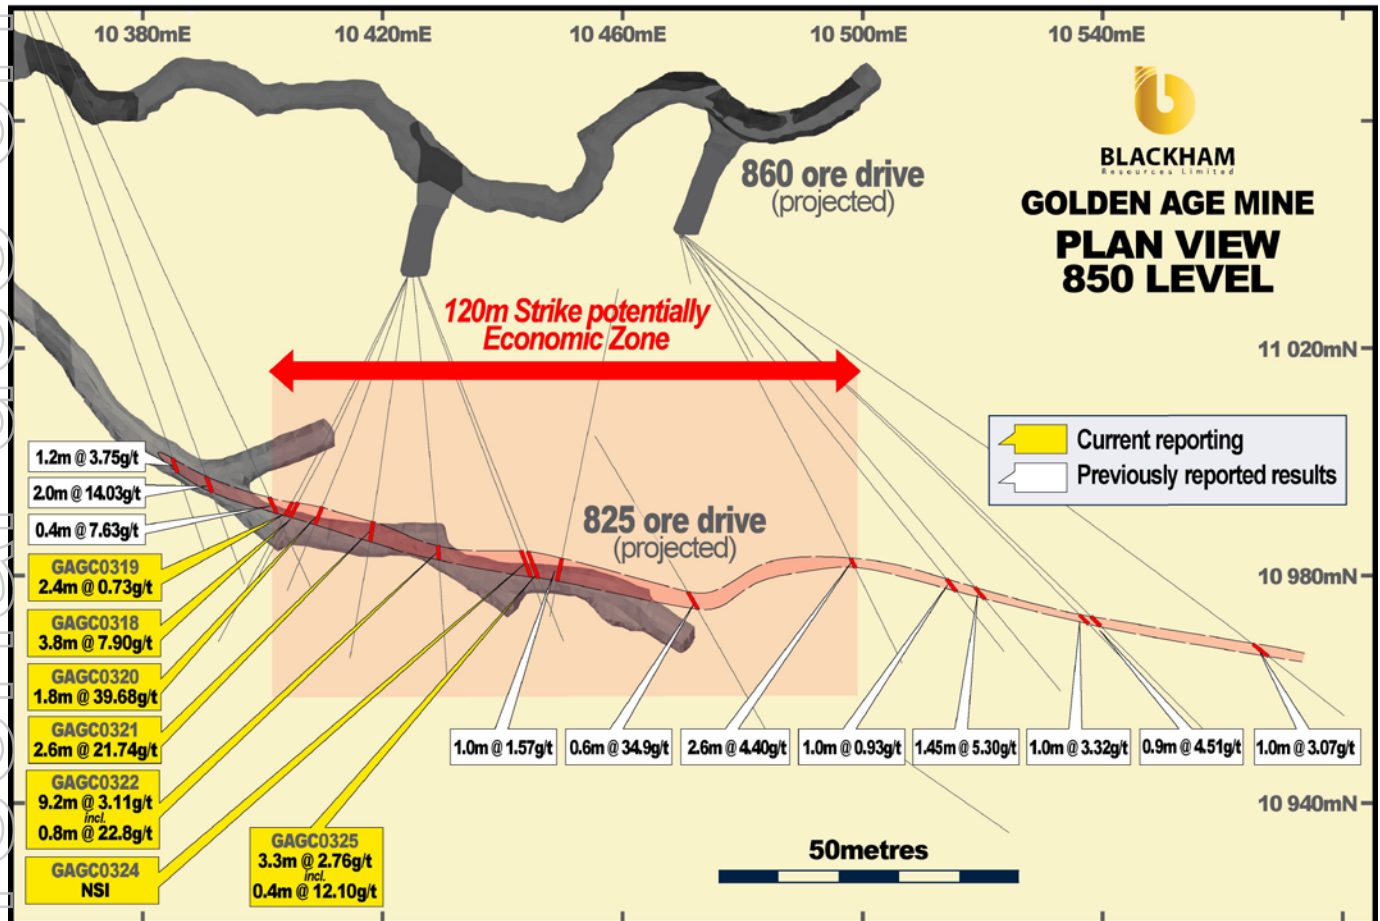 10 380mE
10 420mE
10 460mE
10 500mE
10 540mE
BLACKHAM
Resources Limited
GOLDEN AGE MINE
PLAN VIEW
850 LEVEL
860 ore drive
(projected)
120m Strike potentially
Economic Zone
11 020mN
Current reporting
Previously reported results
1.2m @ 3.75g/t
2.0m @ 14.03g/t
0.4m @ 7.63g/t
825 ore drive
(projected)
GAGC0319
2.4m @ 0.73g/t
10 980mN
GAGC0318
3.8m @ 7.90g/t
GAGC0320
1.8m @ 39.68g/t
GAGC0321
2.6m @ 21.74g/t
1.0m @ 1.57g/t
0.6m @ 34.9g/t
2.6m @ 4.40g/t
1.0m @ 0.93g/t
1.45m @ 5.30g/t
1.0m @ 3.32g/t
0.9m @ 4.51g/t
1.0m @ 3.07g/t
GAGC0322
9.2m @ 3.11g/t
incl.
0.8m @ 22.8g/t
10 940mN
GAGC0325
3.3m @ 2.76g/t
incl.
0.4m @ 12.10g/t
GAGC0324
NSI
50metres